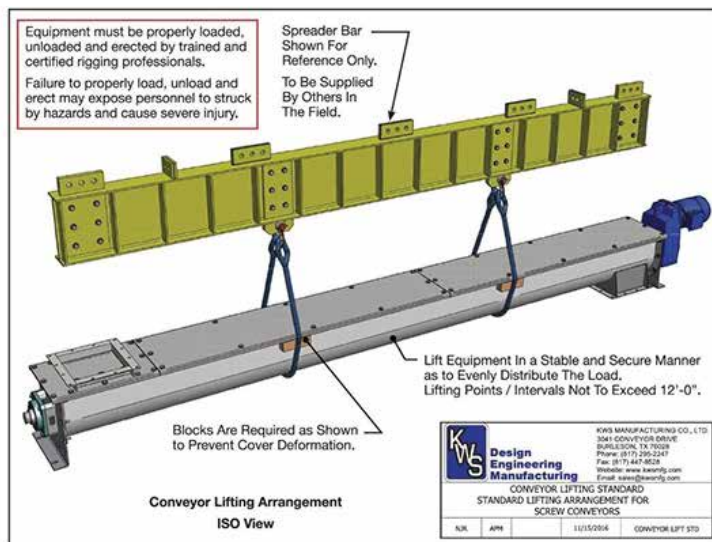 Equipment must be properly loaded,
unloaded and erected by trained and
certified rigging professionals.
Failure to properly load, unload and
erect may expose personnel to struck
by hazards and cause severe injury.
Spreader Bar
Shown For
Reference Only.
To Be Supplied
By Others In
The Field.
Lift Equipment In a Stable and Secure Manner
as to Evenly Distribute The Load.
Lifting Points / Intervals Not To Exceed 12'-0".
Blocks Are Required as Shown
to Prevent Cover Deformation.
Conveyor Lifting Arrangement
ISO View
KWS
Design
Engineering
Manufacturing
KWS MANUFACTURING CO., LTD
3041 CONVEYOR DRIVE
BURLESON, TX 76028
Phone: (817) 295-2247
Fax: (817) 447-8528
Website: www.kwsmfg.com
Email: sales@kwsmfg.com
CONVEYOR LIFTING STANDARD
STANDARD LIFTING ARRANGEMENT FOR
SCREW CONVEYORS
NJR APM 11/15/2016 CONVEYOR LIFT STD